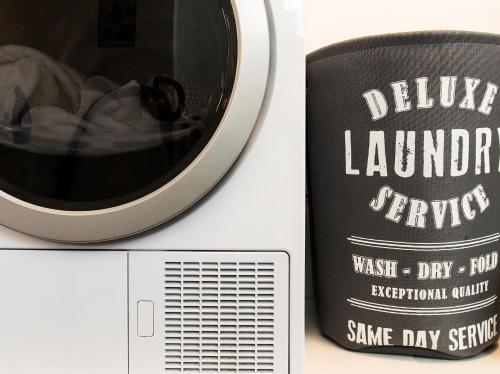 DELUXE
LAUNDRY
SERVICE
WASH - DRY - FOLD
EXCEPTIONAL QUALITY
SAME DAY SERVICE